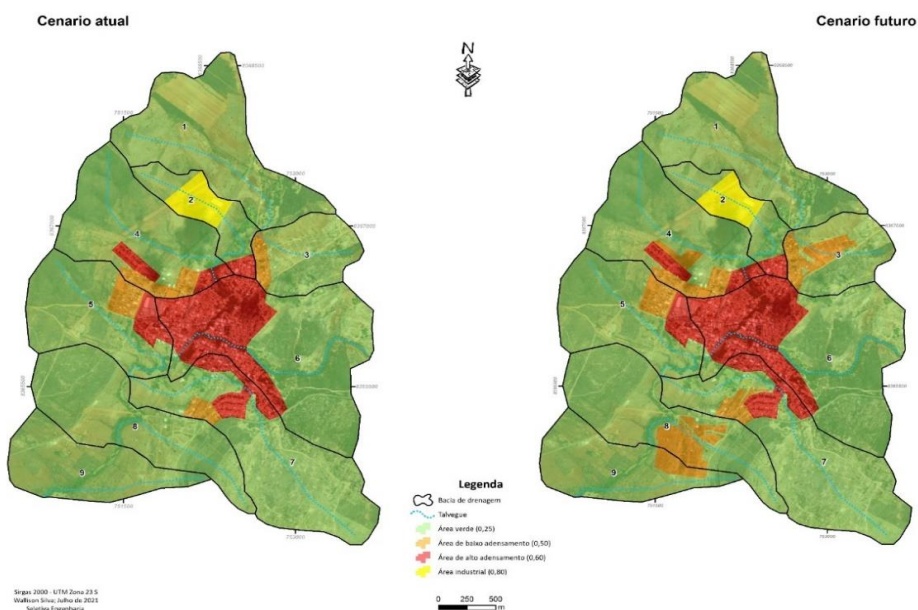 Cenario atual
Cenario futuro
N
1
2
3
4
5
6
7
8
9
1
2
3
4
5
6
7
8
9
Legenda
Bacia de drenagem
Talvegue
Área verde (0,25)
Área de baixo adensamento (0,50)
Área de alto adensamento (0,60)
Área industrial (0,80)
0 250 500
m
Sirgas 2000 - UTM Zona 23 S
Wallison Silva; Julho de 2021
Seletiva Engenharia